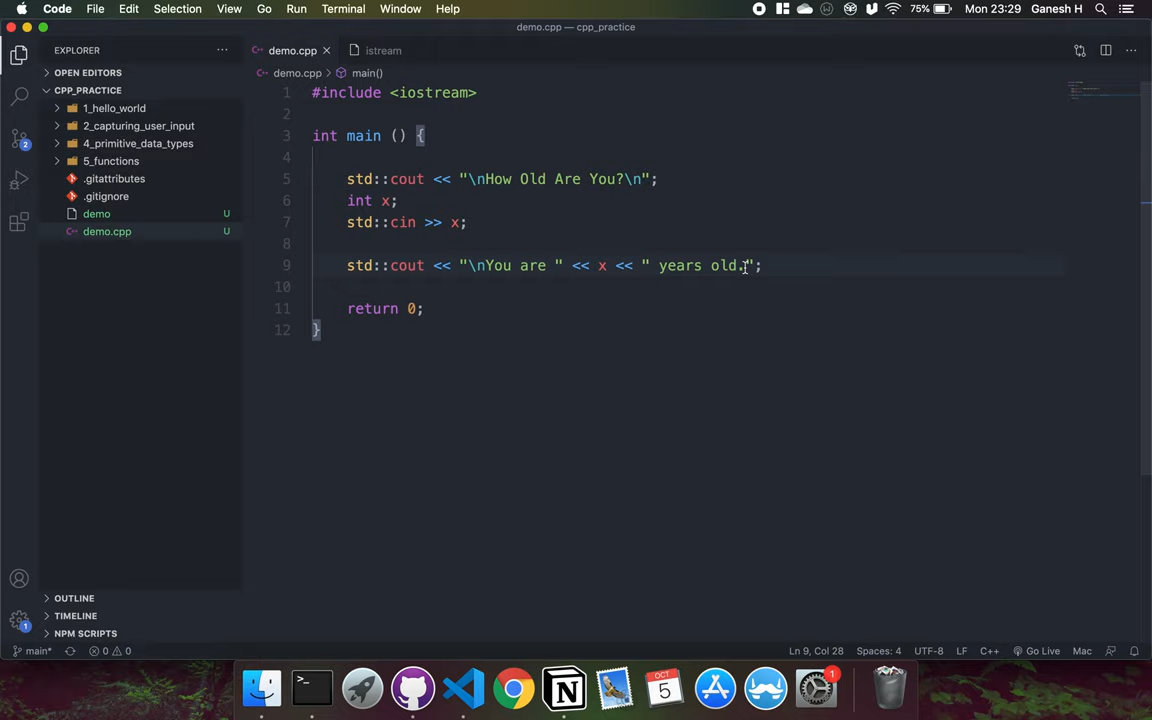 Code File Edit Selection View Go Run Terminal Window Help 75% Mon 23:29 Ganesh H
demo.cpp — cpp_practice
EXPLORER
demo.cpp
istream
OPEN EDITORS
demo.cpp > main()
CPP_PRACTICE
1_hello_world
2_capturing_user_input
4_primitive_data_types
5_functions
.gitattributes
.gitignore
demo U
demo.cpp U
1 #include <iostream>
2
3 int main () {
4
5 std::cout << "\nHow Old Are You?\n";
6 int x;
7 std::cin >> x;
8
9 std::cout << "\nYou are " << x << " years old.";
10
11 return 0;
12 }
2
1
OUTLINE
TIMELINE
NPM SCRIPTS
main* 0 0 Ln 9, Col 28 Spaces: 4 UTF-8 LF C++ Go Live Mac
>_
OCT
5
1